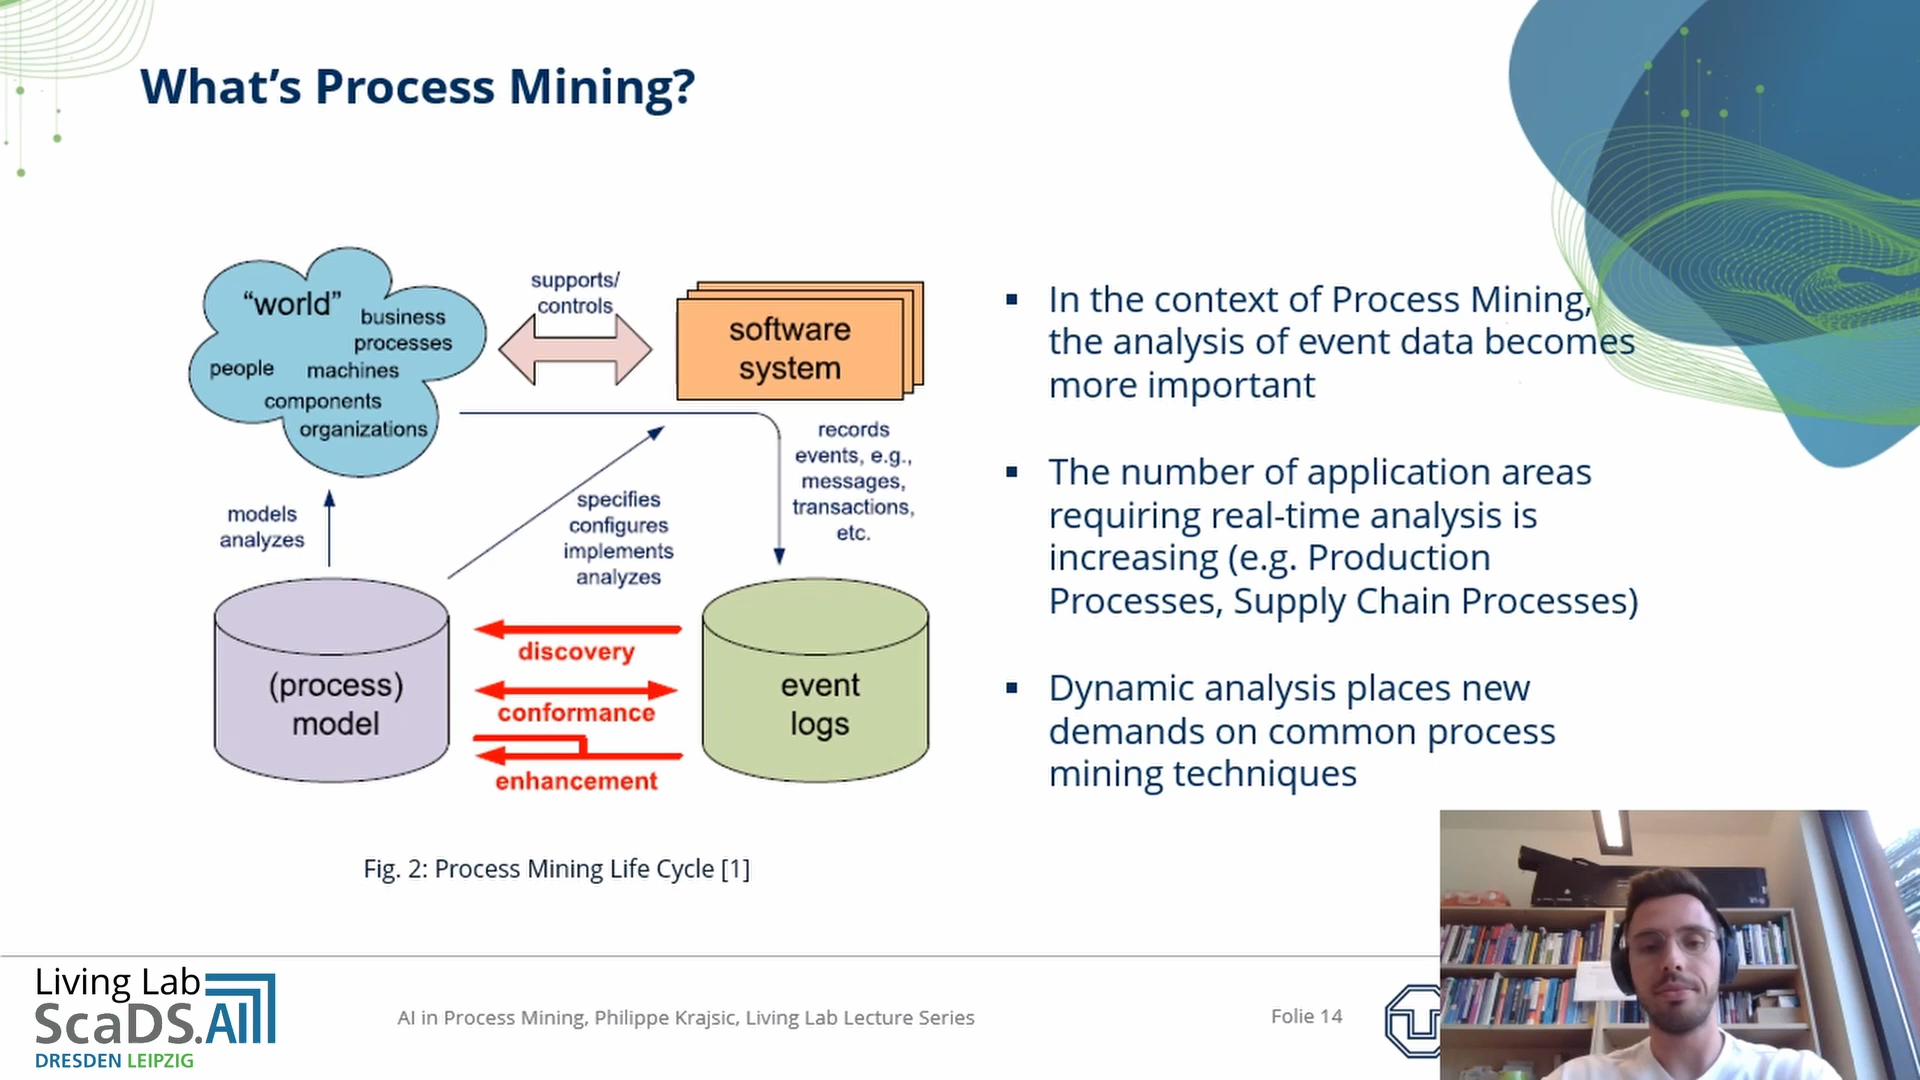 What's Process Mining?
“world”
business
processes
people
machines
components
organizations
supports/
controls
software
system
records
events, e.g.,
messages,
transactions,
etc.
models
analyzes
specifies
configures
implements
analyzes
(process)
model
discovery
conformance
enhancement
event
logs
Fig. 2: Process Mining Life Cycle [1]
▪ In the context of Process Mining,
the analysis of event data becomes
more important
▪ The number of application areas
requiring real-time analysis is
increasing (e.g. Production
Processes, Supply Chain Processes)
▪ Dynamic analysis places new
demands on common process
mining techniques
Living Lab
ScaDS.AI
DRESDEN LEIPZIG
AI in Process Mining, Philippe Krajsic, Living Lab Lecture Series
Folie 14